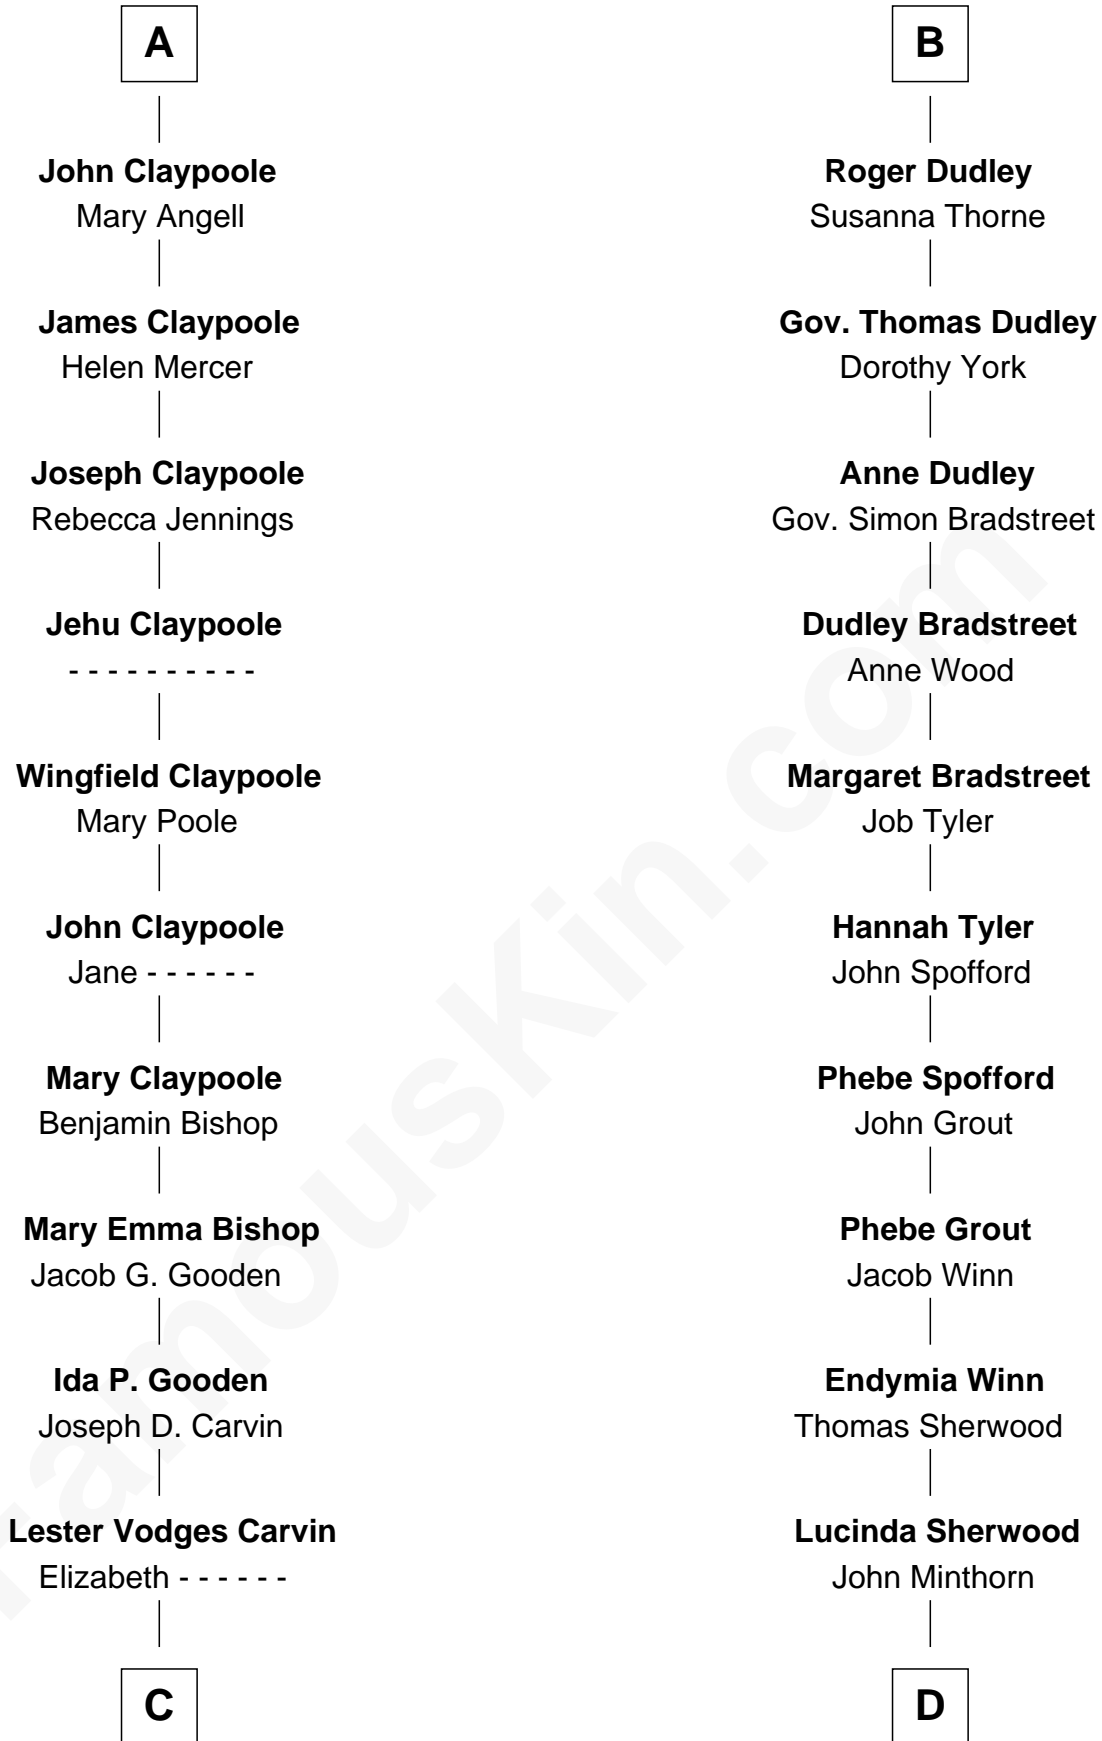 A
John Claypoole
Mary Angell
James Claypoole
Helen Mercer
Joseph Claypoole
Rebecca Jennings
Jehu Claypoole
- - - - - - - - - -
Wingfield Claypoole
Mary Poole
John Claypoole
Jane - - - - - -
Mary Claypoole
Benjamin Bishop
Mary Emma Bishop
Jacob G. Gooden
Ida P. Gooden
Joseph D. Carvin
Lester Vodges Carvin
Elizabeth - - - - - -
C
B
Roger Dudley
Susanna Thorne
Gov. Thomas Dudley
Dorothy York
Anne Dudley
Gov. Simon Bradstreet
Dudley Bradstreet
Anne Wood
Margaret Bradstreet
Job Tyler
Hannah Tyler
John Spofford
Phebe Spofford
John Grout
Phebe Grout
Jacob Winn
Endymia Winn
Thomas Sherwood
Lucinda Sherwood
John Minthorn
D
FamousKin.com